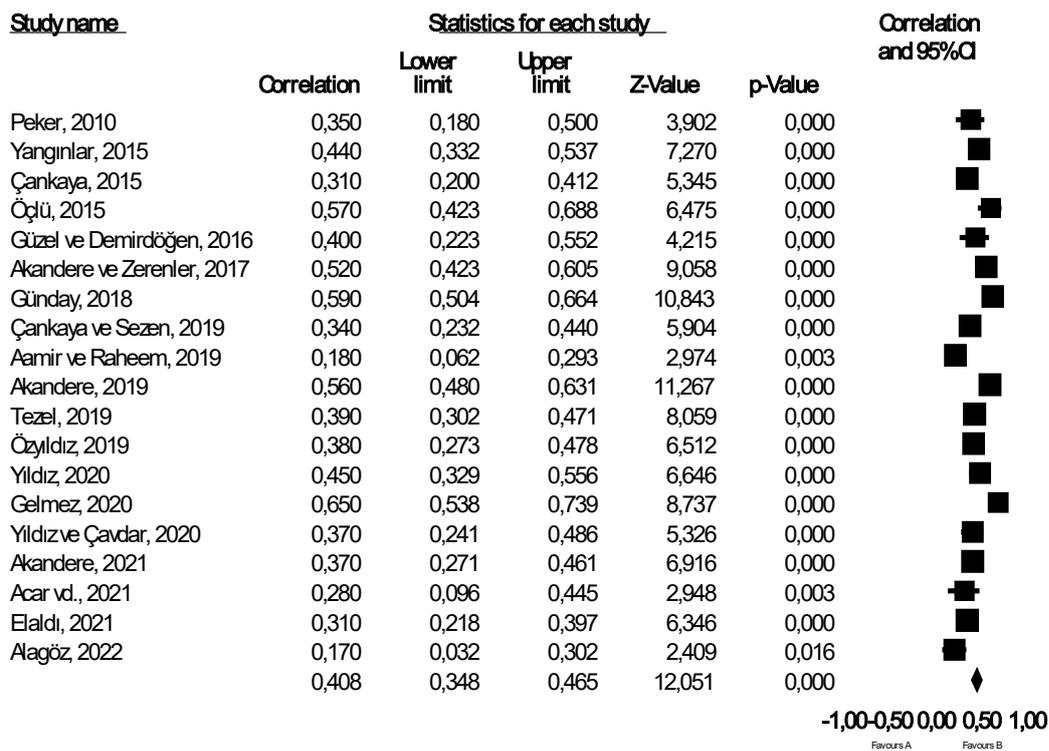 Study name Statistics for each study Correlation and 95%CI
Correlation Lower limit Upper limit Z-Value p-Value
Peker, 2010 0,350 0,180 0,500 3,902 0,000
Yangınlar, 2015 0,440 0,332 0,537 7,270 0,000
Çankaya, 2015 0,310 0,200 0,412 5,345 0,000
Öçlü, 2015 0,570 0,423 0,688 6,475 0,000
Güzel ve Demirdöğen, 2016 0,400 0,223 0,552 4,215 0,000
Akandere ve Zerenler, 2017 0,520 0,423 0,605 9,058 0,000
Günday, 2018 0,590 0,504 0,664 10,843 0,000
Çankaya ve Sezen, 2019 0,340 0,232 0,440 5,904 0,000
Aamir ve Raheem, 2019 0,180 0,062 0,293 2,974 0,003
Akandere, 2019 0,560 0,480 0,631 11,267 0,000
Tezel, 2019 0,390 0,302 0,471 8,059 0,000
Özyıldız, 2019 0,380 0,273 0,478 6,512 0,000
Yıldız, 2020 0,450 0,329 0,556 6,646 0,000
Gelmez, 2020 0,650 0,538 0,739 8,737 0,000
Yıldız ve Çavdar, 2020 0,370 0,241 0,486 5,326 0,000
Akandere, 2021 0,370 0,271 0,461 6,916 0,000
Acar vd., 2021 0,280 0,096 0,445 2,948 0,003
Elaldı, 2021 0,310 0,218 0,397 6,346 0,000
Alagöz, 2022 0,170 0,032 0,302 2,409 0,016
0,408 0,348 0,465 12,051 0,000
-1,00 -0,50 0,00 0,50 1,00
Favours A Favours B